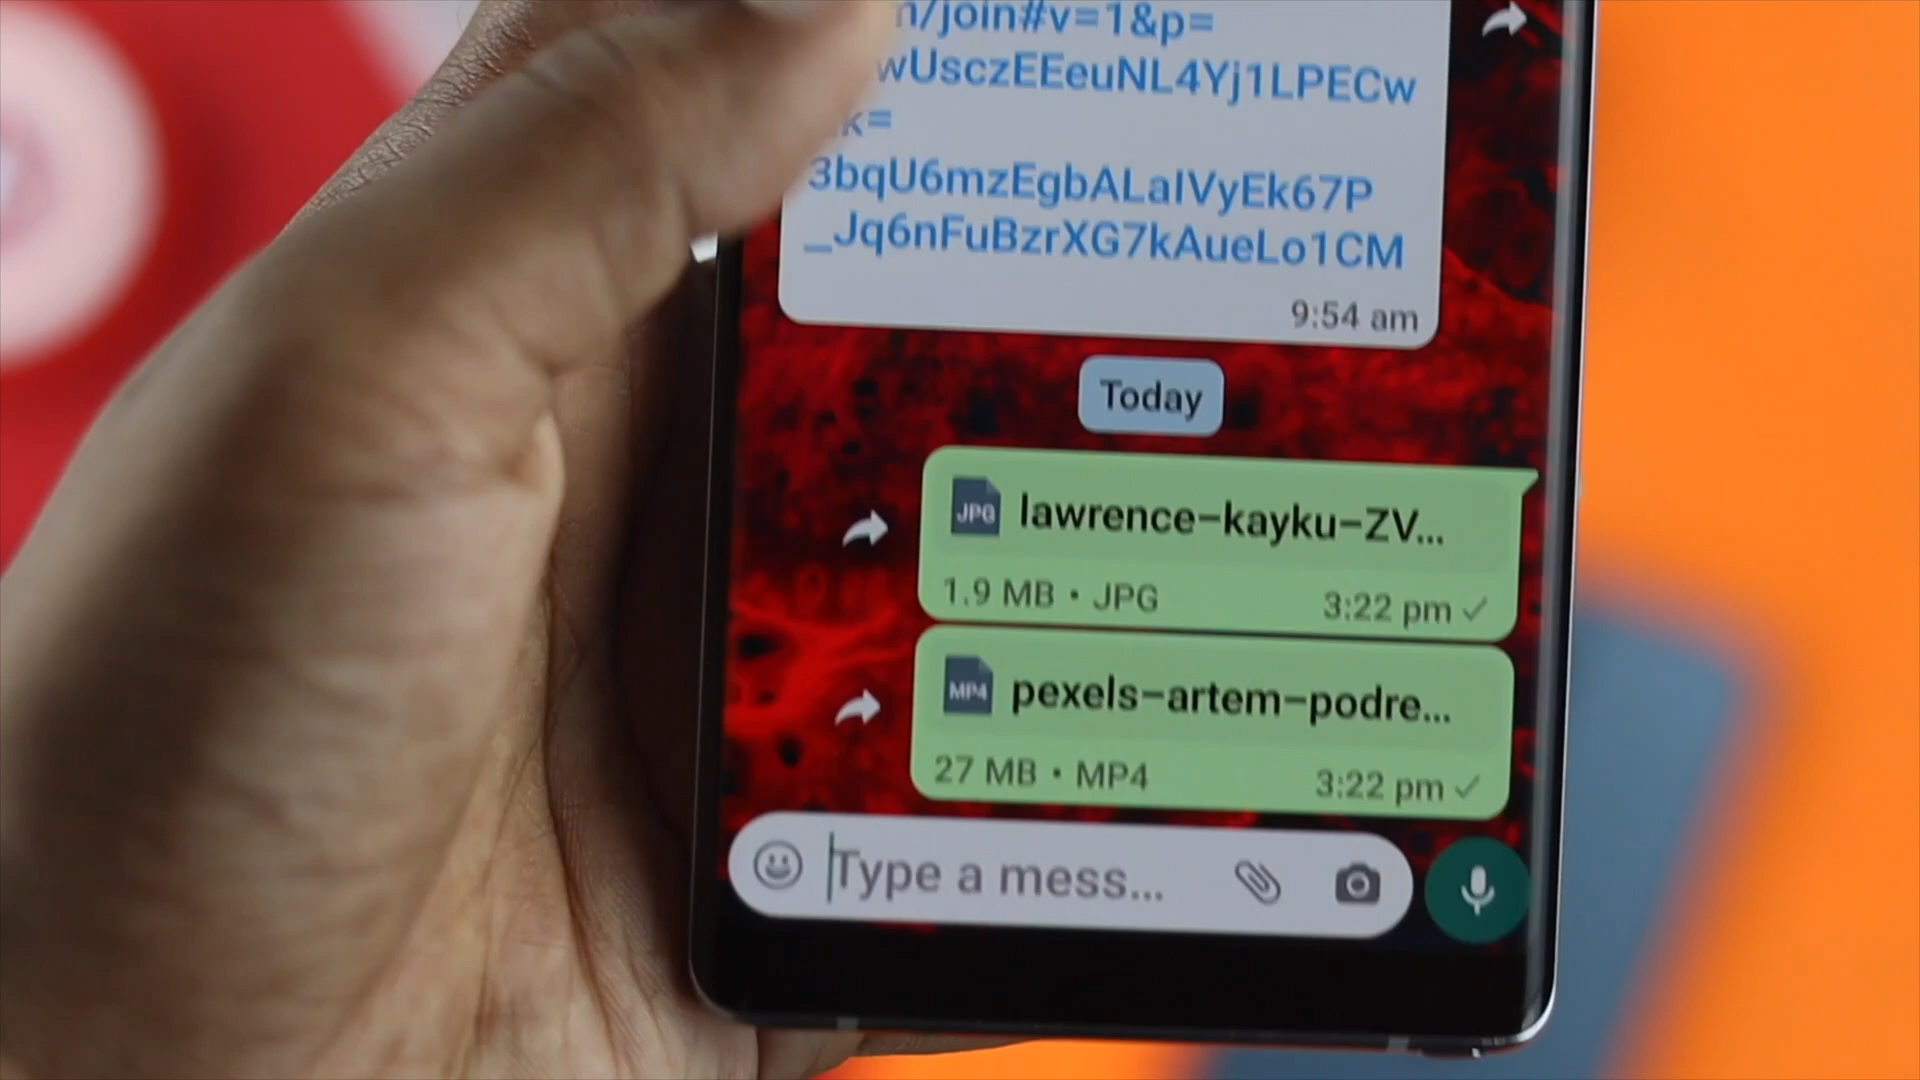 n/join#v=1&p=
wUsczEEeuNL4Yj1LPECw
k=
3bqU6mzEgbALaIVyEk67P
_Jq6nFuBzrXG7kAueLo1CM
9:54 am
Today
JPG lawrence-kayku-ZV...
1.9 MB • JPG 3:22 pm
MP4 pexels-artem-podre...
27 MB • MP4 3:22 pm
Type a mess...